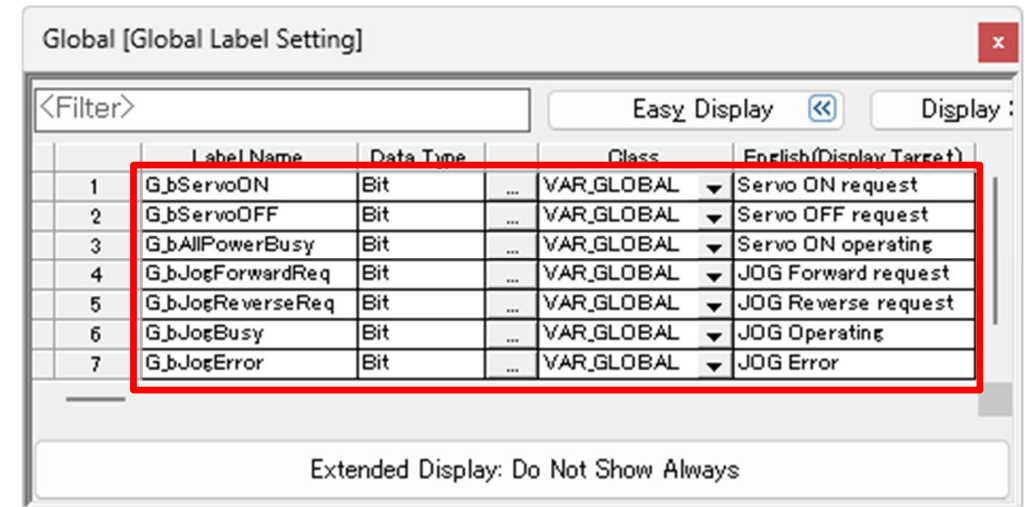 Global [Global Label Setting]
x
<Filter> Easy Display Display
Label Name Data Type Class English(Display Target)
1 G_bServoON Bit ... VAR_GLOBAL Servo ON request
2 G_bServoOFF Bit ... VAR_GLOBAL Servo OFF request
3 G_bAllPowerBusy Bit ... VAR_GLOBAL Servo ON operating
4 G_bJogForwardReq Bit ... VAR_GLOBAL JOG Forward request
5 G_bJogReverseReq Bit ... VAR_GLOBAL JOG Reverse request
6 G_bJogBusy Bit ... VAR_GLOBAL JOG Operating
7 G_bJogError Bit ... VAR_GLOBAL JOG Error
Extended Display: Do Not Show Always